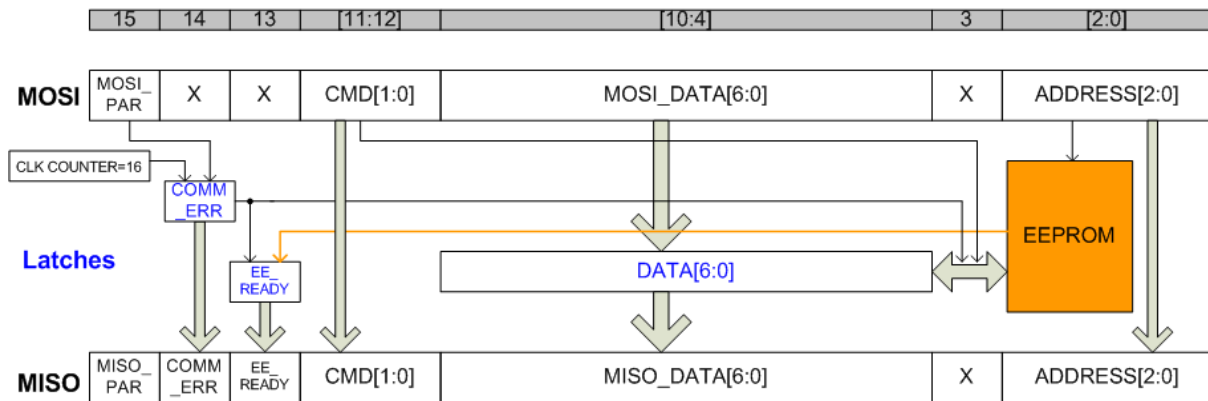 15 14 13 [11:12] [10:4] 3 [2:0]
MOSI MOSI_ X X CMD[1:0] MOSI_DATA[6:0] X ADDRESS[2:0]
PAR
CLK COUNTER=16
COMM
_ERR
Latches
EE_
READY
DATA[6:0]
EEPROM
MISO MISO_ COMM EE_ CMD[1:0] MISO_DATA[6:0] X ADDRESS[2:0]
PAR _ERR READY